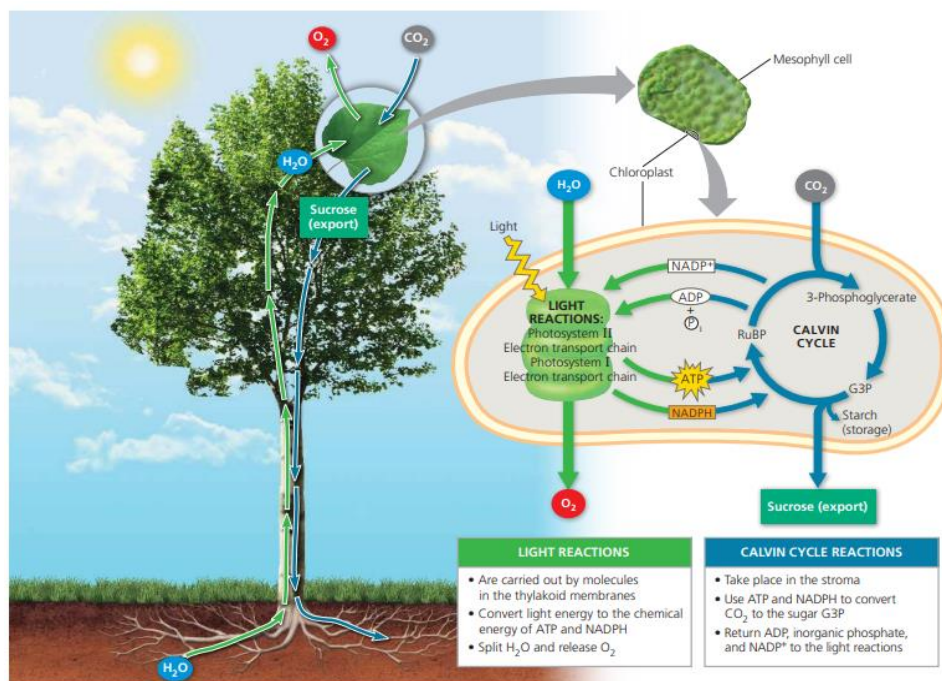 O2
CO2
H2O
Sucrose
(export)
H2O
Mesophyll cell
Chloroplast
H2O
CO2
Light
NADP+
ADP
+
P i
LIGHT
REACTIONS:
Photosystem II
Electron transport chain
Photosystem I
Electron transport chain
ATP
NADPH
RuBP
CALVIN
CYCLE
3-Phosphoglycerate
G3P
Starch
(storage)
O2
Sucrose (export)
LIGHT REACTIONS
• Are carried out by molecules
in the thylakoid membranes
• Convert light energy to the chemical
energy of ATP and NADPH
• Split H2O and release O2
CALVIN CYCLE REACTIONS
• Take place in the stroma
• Use ATP and NADPH to convert
CO2 to the sugar G3P
• Return ADP, inorganic phosphate,
and NADP+ to the light reactions